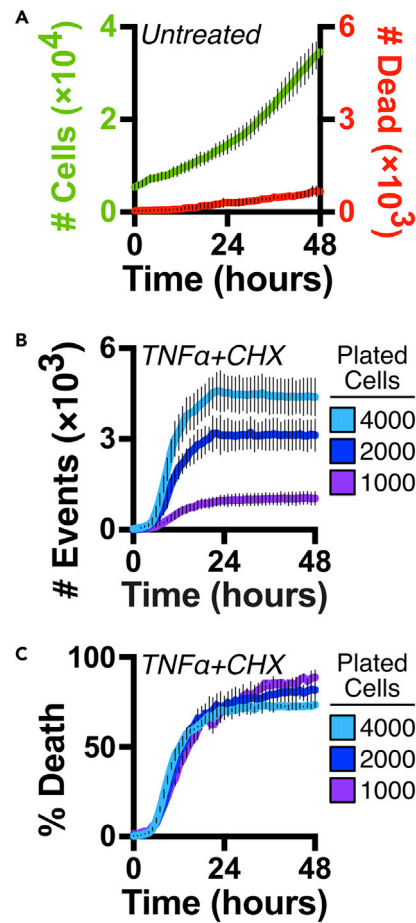 A
Untreated
# Cells (×10⁴)
4
2
0
# Dead (×10³)
6
3
0
0 24 48
Time (hours)
B
TNFα+CHX
# Events (×10³)
6
3
0
0 24 48
Time (hours)
Plated
Cells
4000
2000
1000
C
TNFα+CHX
% Death
100
50
0
0 24 48
Time (hours)
Plated
Cells
4000
2000
1000